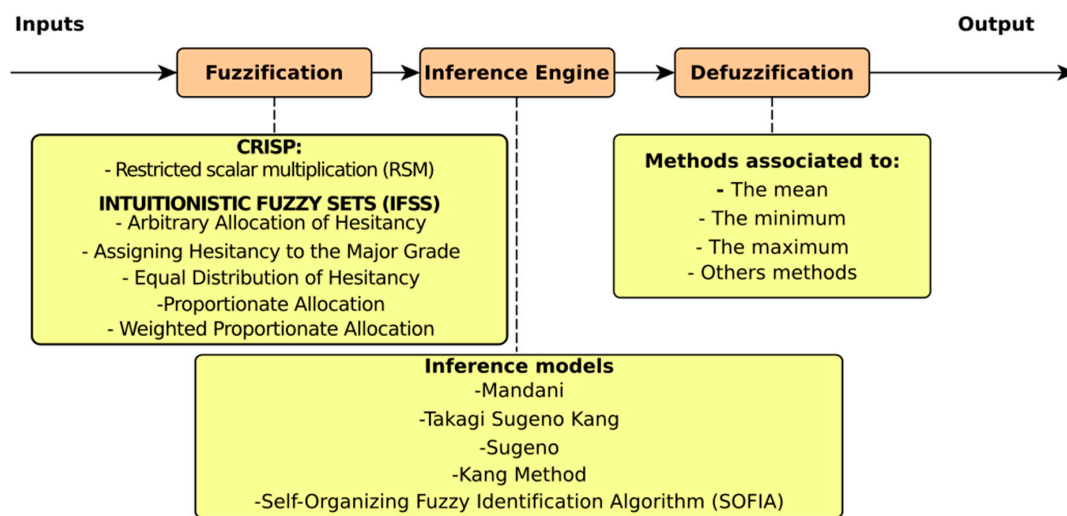 Inputs
Output
Fuzzification
Inference Engine
Defuzzification
CRISP:
- Restricted scalar multiplication (RSM)
INTUITIONISTIC FUZZY SETS (IFSS)
- Arbitrary Allocation of Hesitancy
- Assigning Hesitancy to the Major Grade
- Equal Distribution of Hesitancy
-Proportionate Allocation
- Weighted Proportionate Allocation
Methods associated to:
- The mean
- The minimum
- The maximum
- Others methods
Inference models
-Mandani
-Takagi Sugeno Kang
-Sugeno
-Kang Method
-Self-Organizing Fuzzy Identification Algorithm (SOFIA)